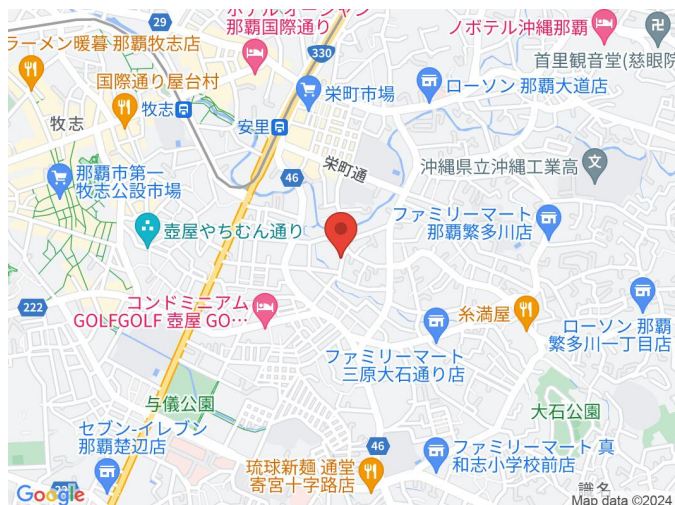 ホテル オーシャン
那覇国際通り
ノボテル沖縄那覇
29
330
ラーメン暖暮 那覇牧志店
首里観音堂(慈眼院
国際通り屋台村
栄町市場
ローソン 那覇大道店
牧志
牧志
安里
沖縄県立沖縄工業高
栄町通
46
那覇市第一
牧志公設市場
ファミリーマート
那覇繁多川店
壺屋やちむん通り
222
コンドミニアム
GOLFGOLF 壺屋 GO…
糸満屋
ローソン 那覇
繁多川一丁目店
ファミリーマート
三原大石通り店
与儀公園
大石公園
セブン-イレブン
那覇楚辺店
46
ファミリーマート 真
和志小学校前店
琉球新麺 通堂
寄宮十字路店
識名
Google
Map data ©2024